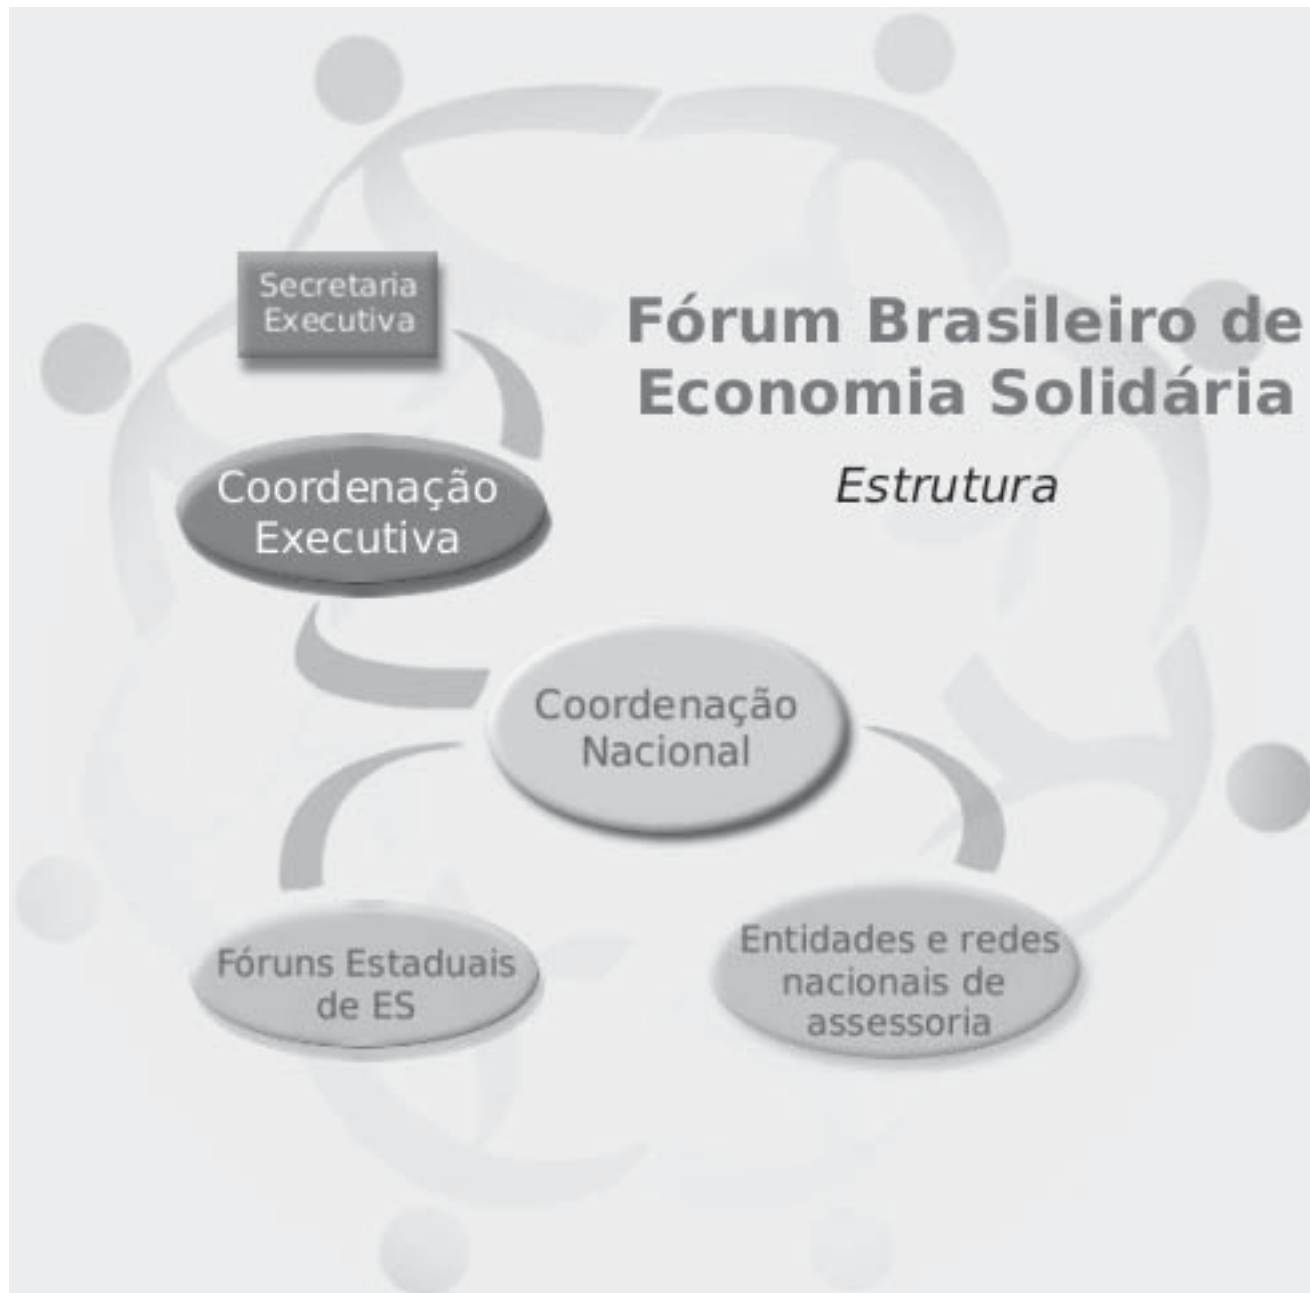 Secretaria
Executiva
Fórum Brasileiro de
Economia Solidária
Estrutura
Coordenação
Executiva
Coordenação
Nacional
Fóruns Estaduais
de ES
Entidades e redes
nacionais de
assessoria